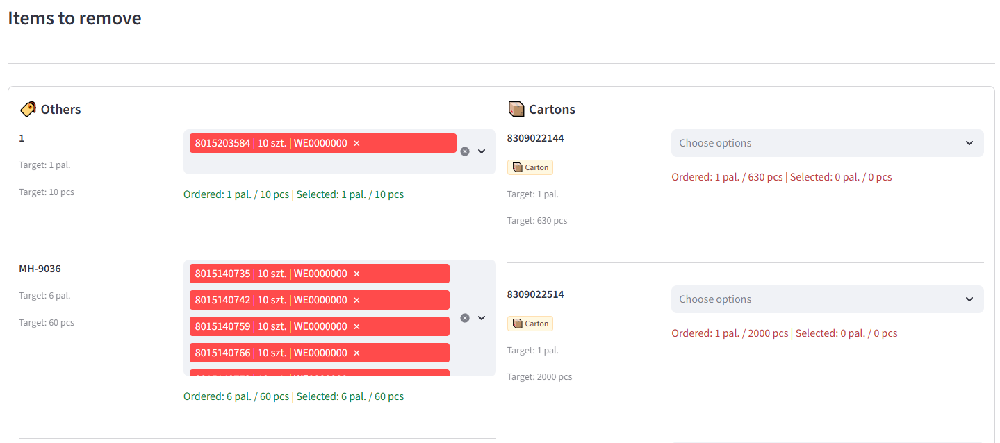 Items to remove
Others
1
Target: 1 pal.
Target: 10 pcs
8015203584 | 10 szt. | WE0000000 ×
Ordered: 1 pal. / 10 pcs | Selected: 1 pal. / 10 pcs
MH-9036
Target: 6 pal.
Target: 60 pcs
8015140735 | 10 szt. | WE0000000 ×
8015140742 | 10 szt. | WE0000000 ×
8015140759 | 10 szt. | WE0000000 ×
8015140766 | 10 szt. | WE0000000 ×
Ordered: 6 pal. / 60 pcs | Selected: 6 pal. / 60 pcs
Cartons
8309022144
Carton
Target: 1 pal.
Target: 630 pcs
Choose options
Ordered: 1 pal. / 630 pcs | Selected: 0 pal. / 0 pcs
8309022514
Carton
Target: 1 pal.
Target: 2000 pcs
Choose options
Ordered: 1 pal. / 2000 pcs | Selected: 0 pal. / 0 pcs